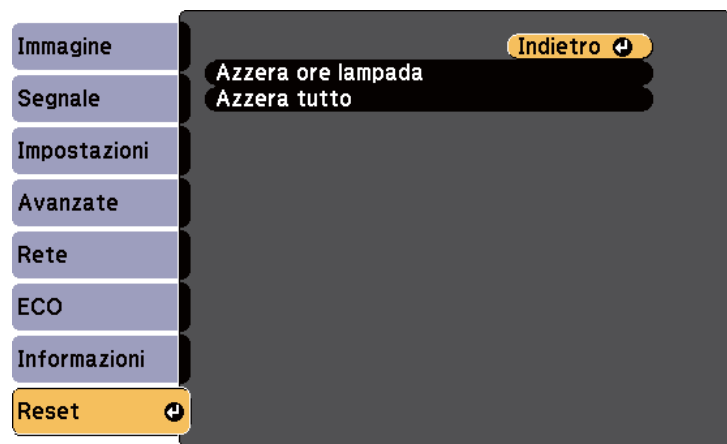 Immagine
Segnale
Impostazioni
Avanzate
Rete
ECO
Informazioni
Reset
Indietro
Azzera ore lampada
Azzera tutto